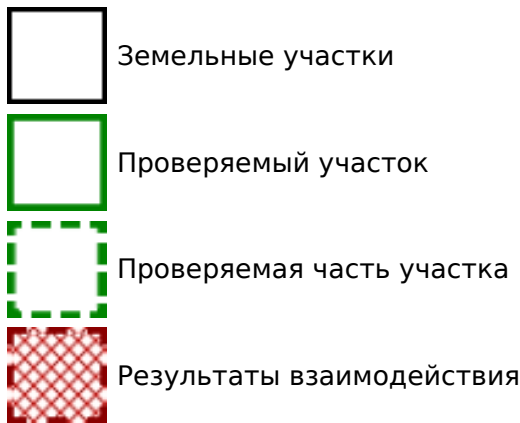 Земельные участки
Проверяемый участок
Проверяемая часть участка
Результаты взаимодействия